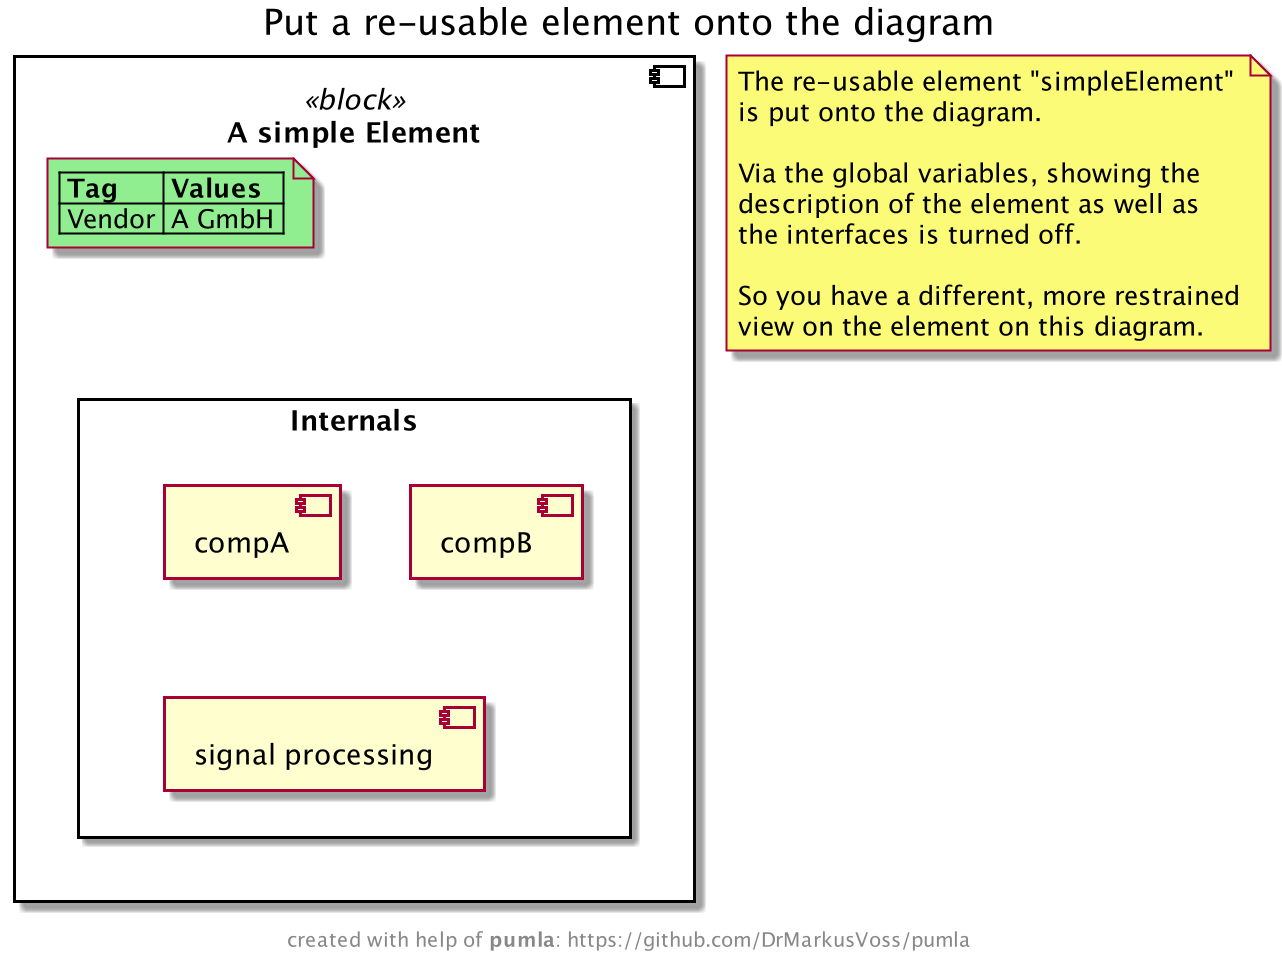 Put a re-usable element onto the diagram
«block»
A simple Element
Tag Values
Vendor A GmbH
Internals
compA
compB
signal processing
The re-usable element "simpleElement"
is put onto the diagram.
Via the global variables, showing the
description of the element as well as
the interfaces is turned off.
So you have a different, more restrained
view on the element on this diagram.
created with help of pumla: https://github.com/DrMarkusVoss/pumla